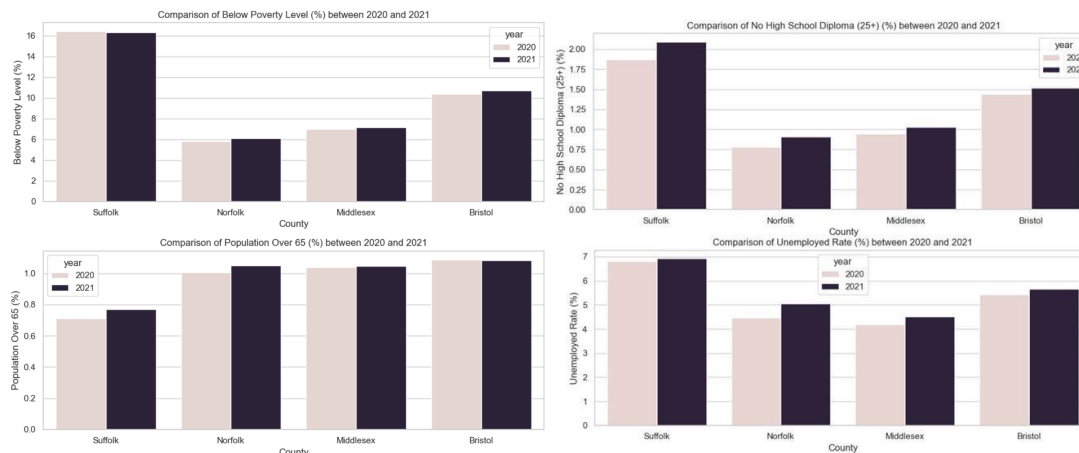 Comparison of Below Poverty Level (%) between 2020 and 2021
Below Poverty Level (%)
16
14
12
10
8
6
4
2
0
year
2020
2021
Suffolk
Norfolk
Middlesex
Bristol
County
Comparison of No High School Diploma (25+) (%) between 2020 and 2021
No High School Diploma (25+) (%)
2.00
1.75
1.50
1.25
1.00
0.75
0.50
0.25
0.00
year
202
202
Suffolk
Norfolk
Middlesex
Bristol
County
Comparison of Population Over 65 (%) between 2020 and 2021
Population Over 65 (%)
1.0
0.8
0.6
0.4
0.2
0.0
year
2020
2021
Suffolk
Norfolk
Middlesex
Bristol
County
Comparison of Unemployed Rate (%) between 2020 and 2021
Unemployed Rate (%)
7
6
5
4
3
2
1
0
year
2020
2021
Suffolk
Norfolk
Middlesex
Bristol
County